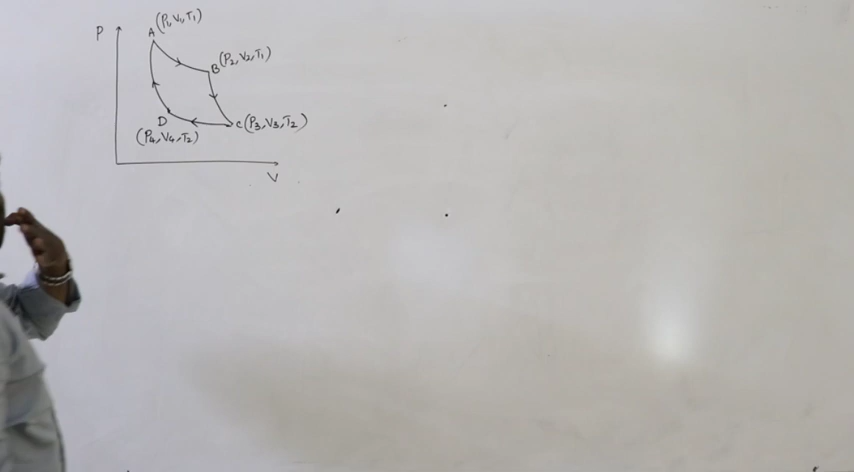 A (P₁, V₁, T₁)
P
B (P₂, V₂, T₁)
D
C (P₃, V₃, T₂)
(P₄, V₄, T₂)
V